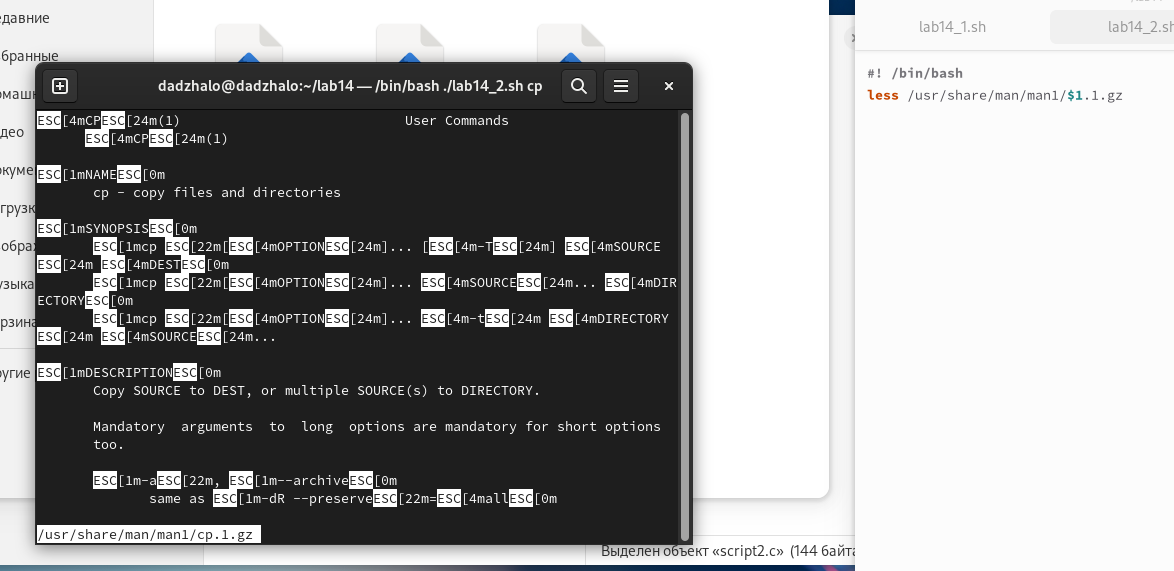 едавние
бранные
део
узыка
рзина
ругие
dadzhalo@dadzhalo:~/lab14 — /bin/bash ./lab14_2.sh cp
ESC[4mCPESC[24m(1) User Commands
ESC[4mCPESC[24m(1)
ESC[1mNAMEESC[0m
cp - copy files and directories
ESC[1mSYNOPSISESC[0m
ESC[1mcp ESC[22m[ESC[4mOPTIONESC[24m]... [ESC[4m-TESC[24m] ESC[4mSOURCE
ESC[24m ESC[4mDESTESC[0m
ESC[1mcp ESC[22m[ESC[4mOPTIONESC[24m]... ESC[4mSOURCEESC[24m... ESC[4mDIR
ECTORYESC[0m
ESC[1mcp ESC[22m[ESC[4mOPTIONESC[24m]... ESC[4m-tESC[24m ESC[4mDIRECTORY
ESC[24m ESC[4mSOURCEESC[24m...
ESC[1mDESCRIPTIONESC[0m
Copy SOURCE to DEST, or multiple SOURCE(s) to DIRECTORY.
Mandatory arguments to long options are mandatory for short options
too.
ESC[1m-aESC[22m, ESC[1m--archiveESC[0m
same as ESC[1m-dR --preserveESC[22m=ESC[4mallESC[0m
/usr/share/man/man1/cp.1.gz
Выделен объект «script2.c» (144 байта
lab14_1.sh
lab14_2.sh
#! /bin/bash
less /usr/share/man/man1/$1.1.gz